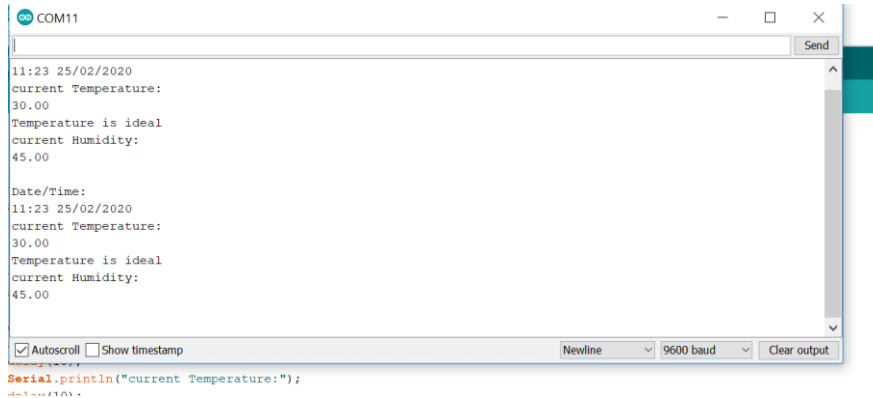 COM11
Send
11:23 25/02/2020
current Temperature:
30.00
Temperature is ideal
current Humidity:
45.00
Date/Time:
11:23 25/02/2020
current Temperature:
30.00
Temperature is ideal
current Humidity:
45.00
Autoscroll Show timestamp Newline 9600 baud Clear output
Serial.println("current Temperature:");
delay(10);